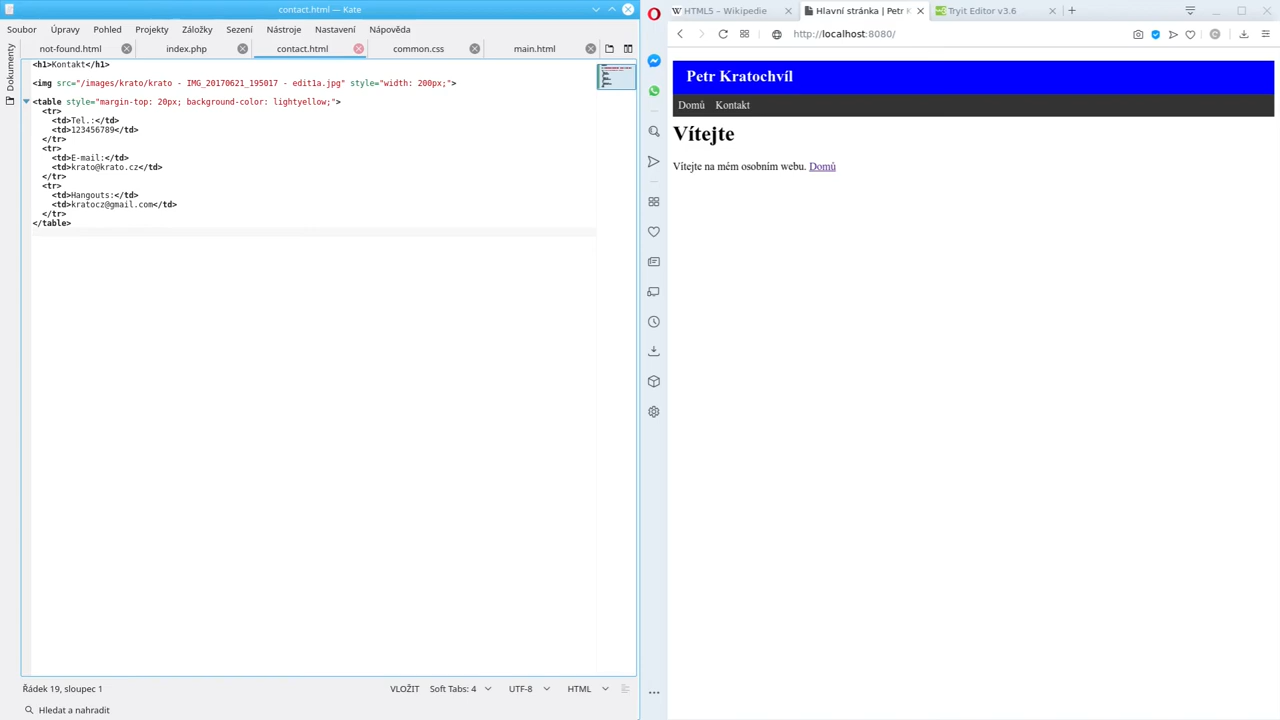 contact.html — Kate
Soubor Úpravy Pohled Projekty Záložky Sezení Nástroje Nastavení Nápověda
not-found.html index.php contact.html common.css main.html
Dokumenty
<h1>Kontakt</h1>
<img src="/images/krato/krato - IMG_20170621_195017 - edit1a.jpg" style="width: 200px;">
<table style="margin-top: 20px; background-color: lightyellow;">
<tr>
<td>Tel.:</td>
<td>123456789</td>
</tr>
<tr>
<td>E-mail:</td>
<td>krato@krato.cz</td>
</tr>
<tr>
<td>Hangouts:</td>
<td>kratocz@gmail.com</td>
</tr>
</table>
Řádek 19, sloupec 1 VLOŽIT Soft Tabs: 4 UTF-8 HTML
Hledat a nahradit
W HTML5 – Wikipedie Hlavní stránka | Petr K Tryit Editor v3.6
http://localhost:8080/
Petr Kratochvíl
Domů Kontakt
Vítejte
Vítejte na mém osobním webu. Domů